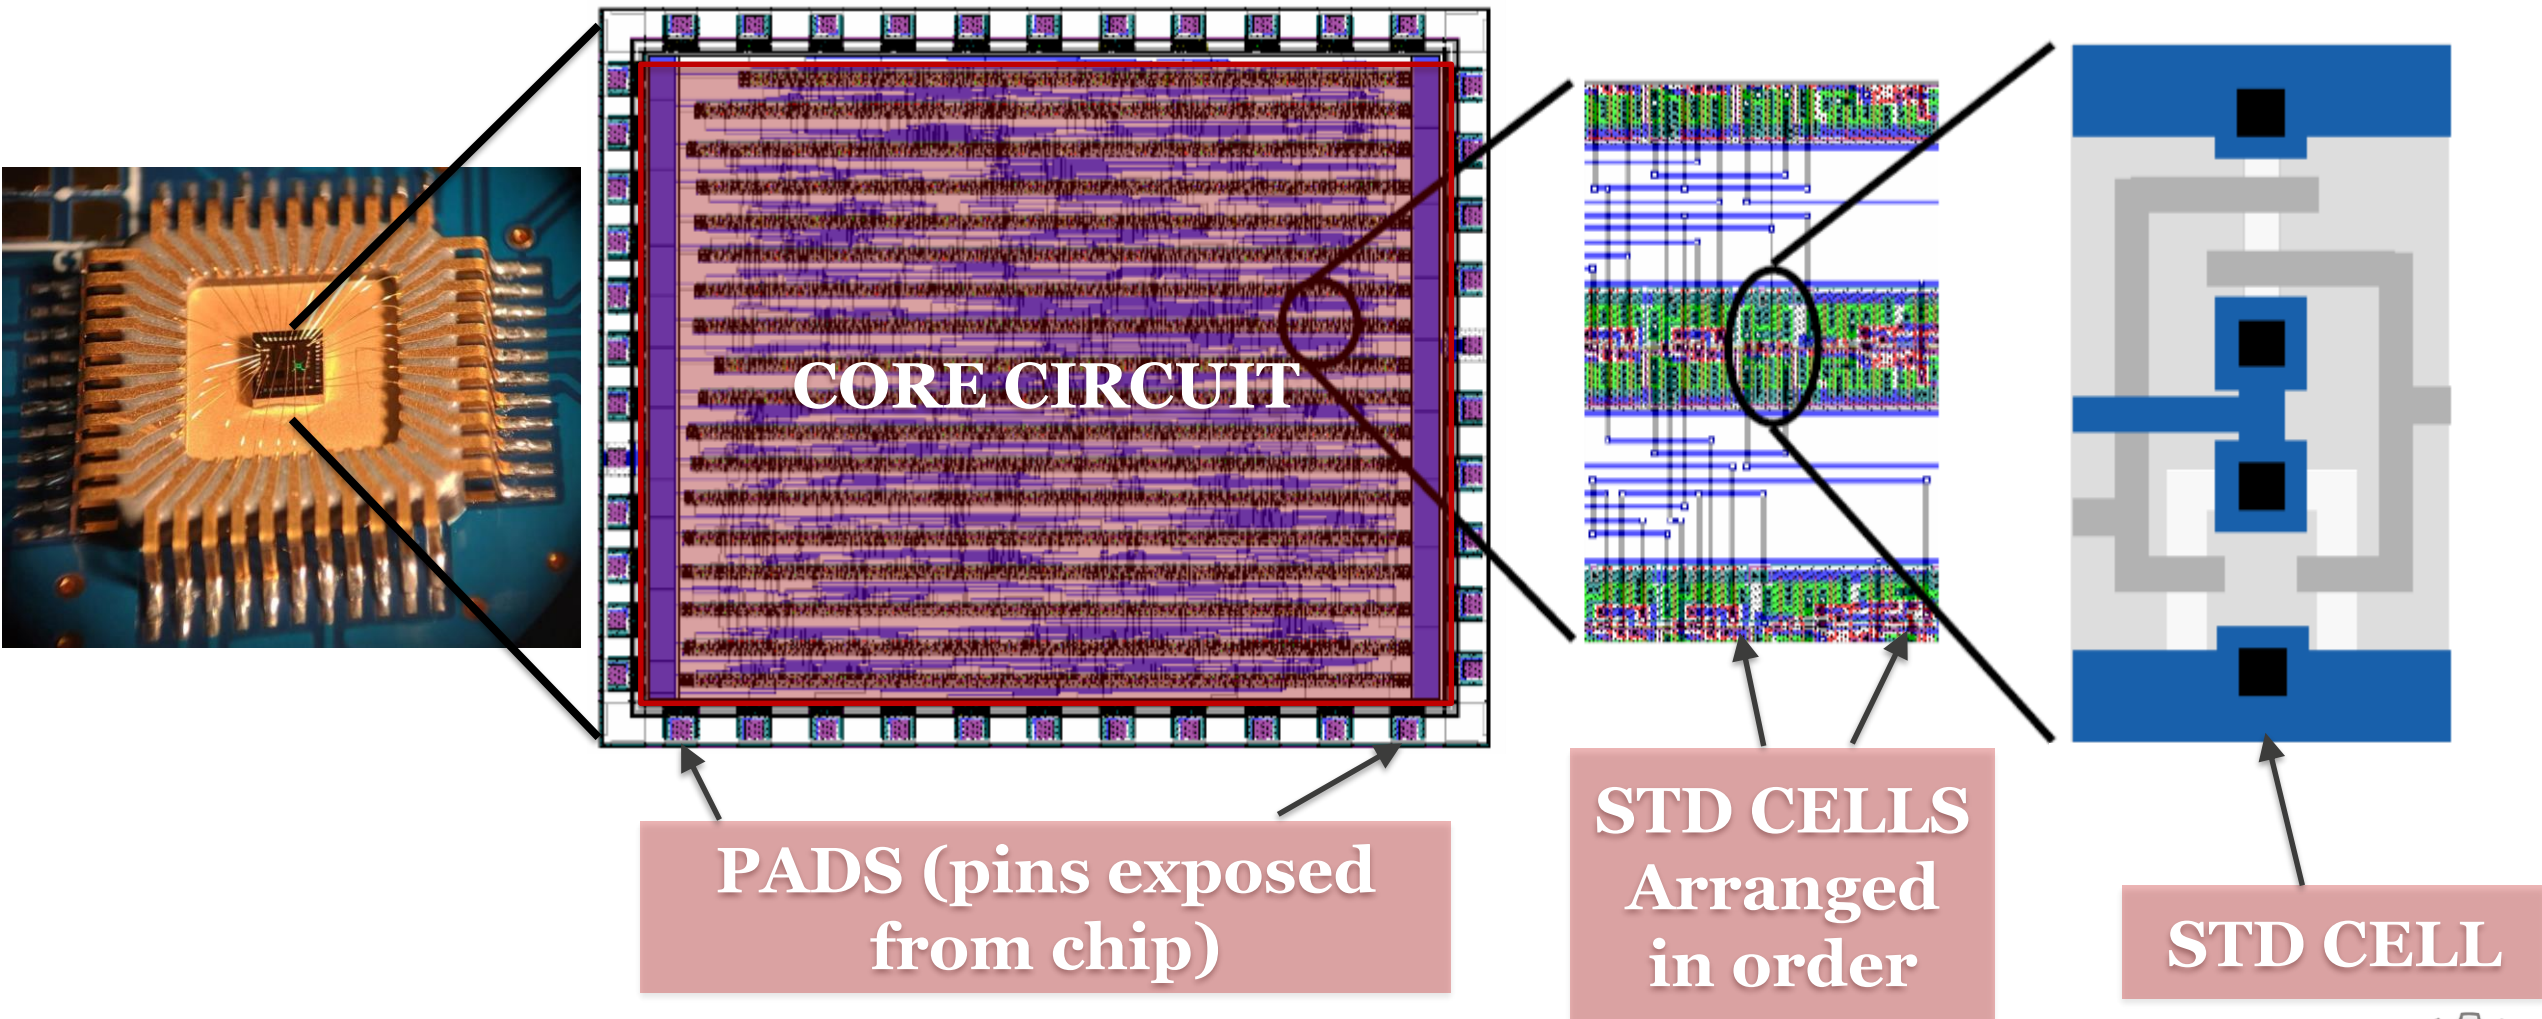 CORE CIRCUIT
PADS (pins exposed
from chip)
STD CELLS
Arranged
in order
STD CELL